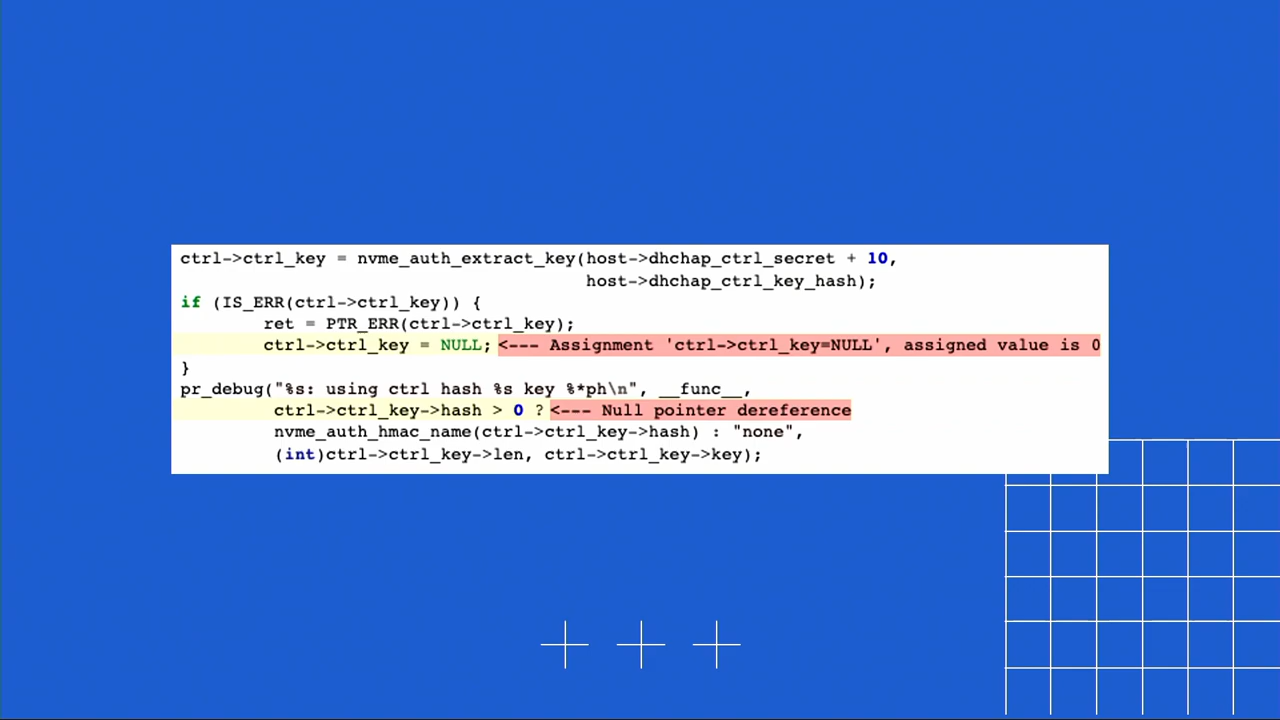 ctrl->ctrl_key = nvme_auth_extract_key(host->dhchap_ctrl_secret + 10,
host->dhchap_ctrl_key_hash);
if (IS_ERR(ctrl->ctrl_key)) {
ret = PTR_ERR(ctrl->ctrl_key);
ctrl->ctrl_key = NULL; <--- Assignment 'ctrl->ctrl_key=NULL', assigned value is 0
}
pr_debug("%s: using ctrl hash %s key %*ph\n", __func__,
ctrl->ctrl_key->hash > 0 ? <--- Null pointer dereference
nvme_auth_hmac_name(ctrl->ctrl_key->hash) : "none",
(int)ctrl->ctrl_key->len, ctrl->ctrl_key->key);